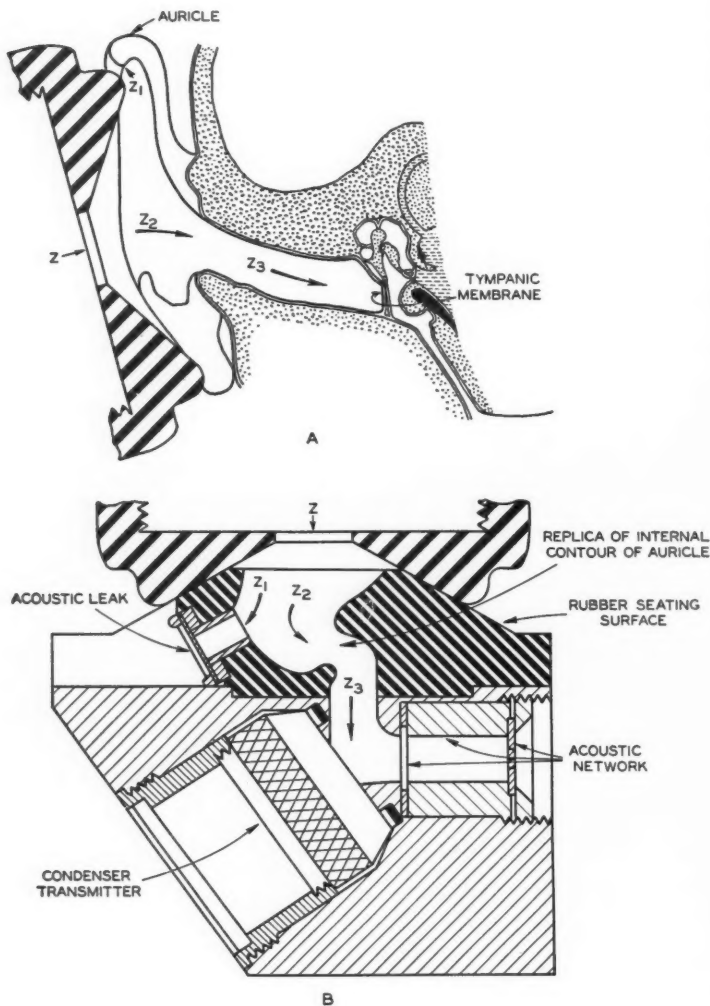 AURICLE
Z1
Z2
Z
Z3
TYMPANIC
MEMBRANE
A
Z
REPLICA OF INTERNAL
CONTOUR OF AURICLE
ACOUSTIC LEAK
Z1
Z2
RUBBER SEATING
SURFACE
Z3
ACOUSTIC
NETWORK
CONDENSER
TRANSMITTER
B